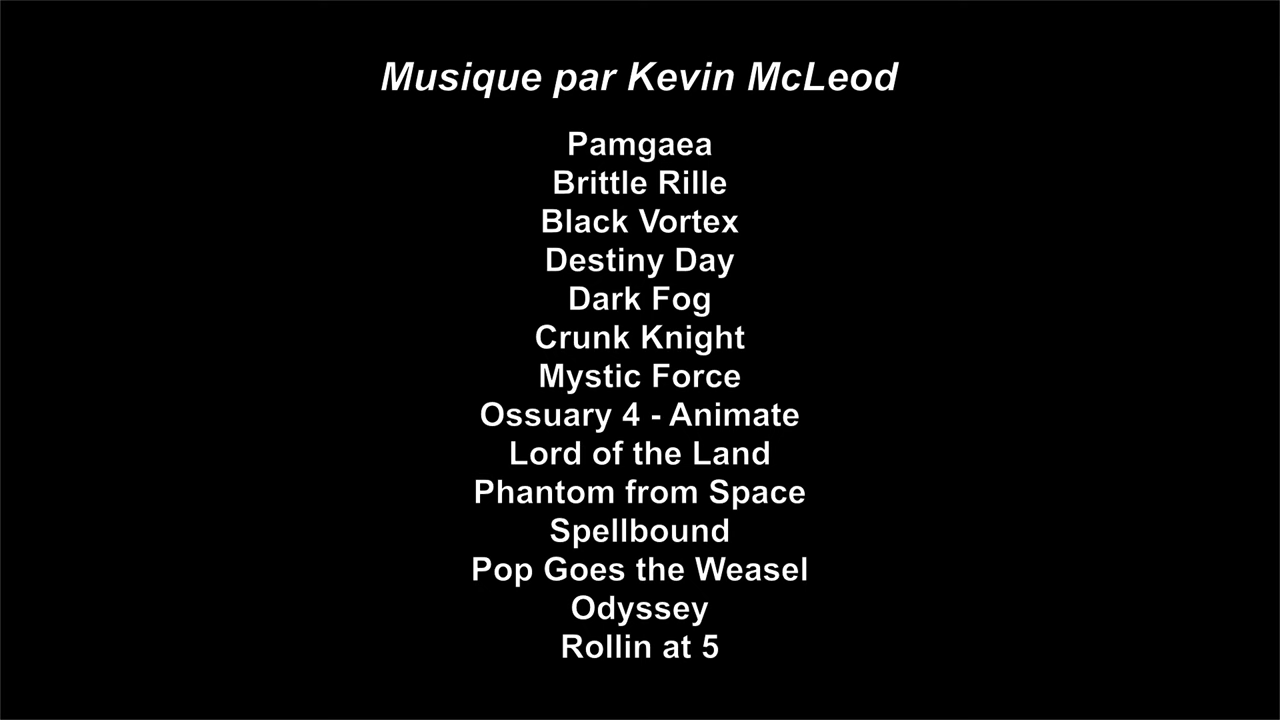 Musique par Kevin McLeod
Pamgaea
Brittle Rille
Black Vortex
Destiny Day
Dark Fog
Crunk Knight
Mystic Force
Ossuary 4 - Animate
Lord of the Land
Phantom from Space
Spellbound
Pop Goes the Weasel
Odyssey
Rollin at 5